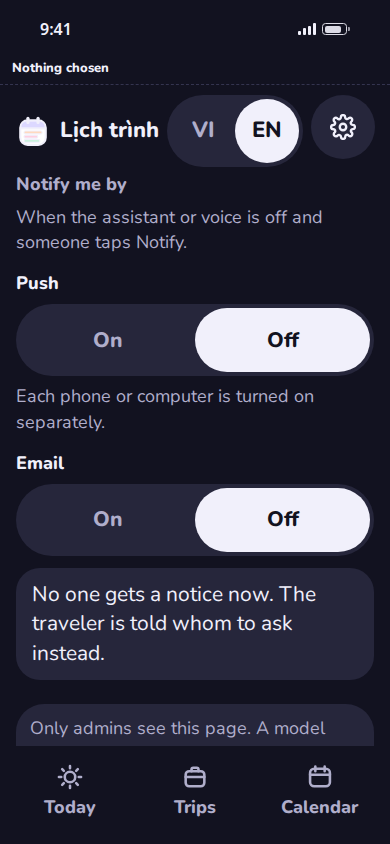 9:41
Nothing chosen
Lịch trình
VI
EN
Notify me by
When the assistant or voice is off and
someone taps Notify.
Push
On
Off
Each phone or computer is turned on
separately.
Email
On
Off
No one gets a notice now. The
traveler is told whom to ask
instead.
Only admins see this page. A model
Today
Trips
Calendar